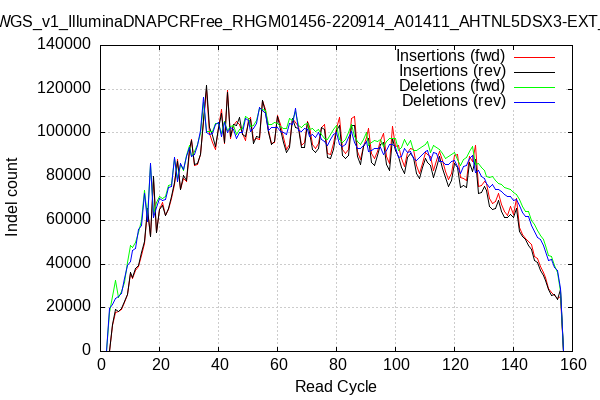 WGS_v1_IlluminaDNAPCRFree_RHGM01456-220914_A01411_AHTNL5DSX3-EXT_
Insertions (fwd)
Insertions (rev)
Deletions (fwd)
Deletions (rev)
Indel count
140000
120000
100000
80000
60000
40000
20000
0
0 20 40 60 80 100 120 140 160
Read Cycle